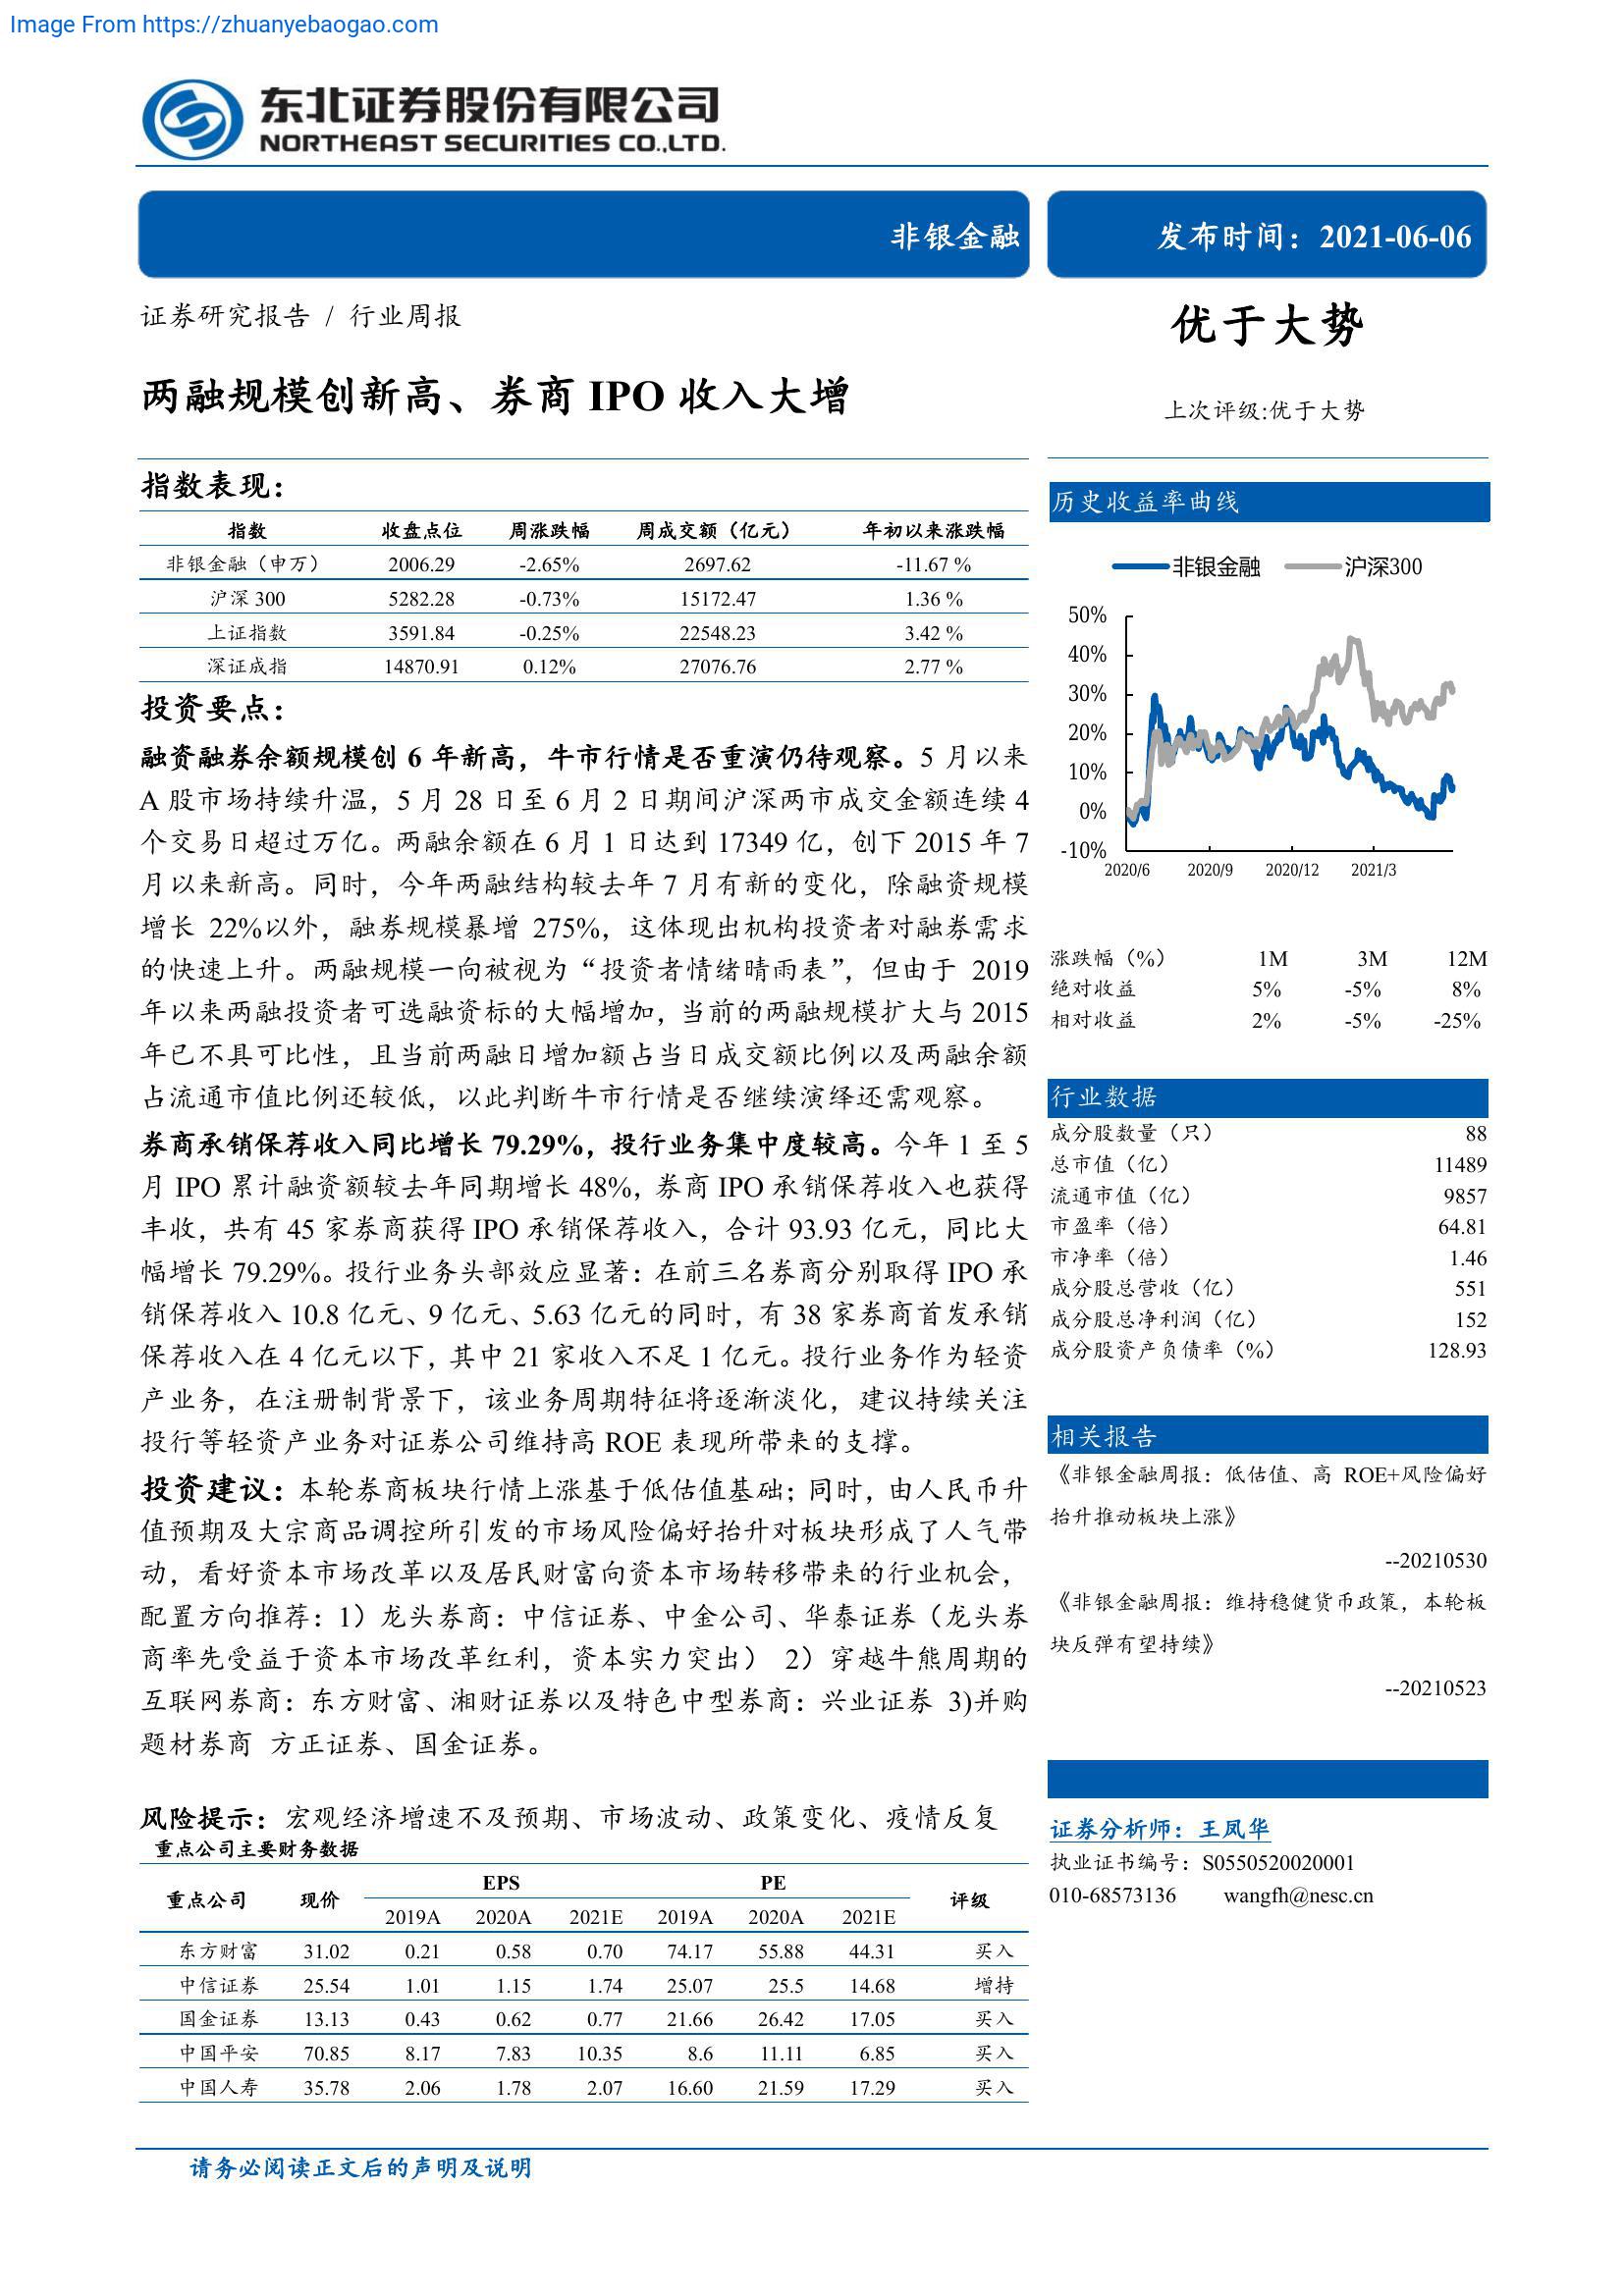 Image From https://zhuanyebaogao.com
东北证券股份有限公司
NORTHEAST SECURITIES CO.,LTD.
非银金融
发布时间：2021-06-06
证券研究报告 / 行业周报
两融规模创新高、券商 IPO 收入大增
优于大势
上次评级:优于大势
指数表现：
指数 收盘点位 周涨跌幅 周成交额（亿元） 年初以来涨跌幅
非银金融（申万） 2006.29 -2.65% 2697.62 -11.67 %
沪深 300 5282.28 -0.73% 15172.47 1.36 %
上证指数 3591.84 -0.25% 22548.23 3.42 %
深证成指 14870.91 0.12% 27076.76 2.77 %
投资要点：
融资融券余额规模创 6 年新高，牛市行情是否重演仍待观察。5 月以来
A 股市场持续升温，5 月 28 日至 6 月 2 日期间沪深两市成交金额连续 4
个交易日超过万亿。两融余额在 6 月 1 日达到 17349 亿，创下 2015 年 7
月以来新高。同时，今年两融结构较去年 7 月有新的变化，除融资规模
增长 22%以外，融券规模暴增 275%，这体现出机构投资者对融券需求
的快速上升。两融规模一向被视为“投资者情绪晴雨表”，但由于 2019
年以来两融投资者可选融资标的大幅增加，当前的两融规模扩大与 2015
年已不具可比性，且当前两融日增加额占当日成交额比例以及两融余额
占流通市值比例还较低，以此判断牛市行情是否继续演绎还需观察。
券商承销保荐收入同比增长 79.29%，投行业务集中度较高。今年 1 至 5
月 IPO 累计融资额较去年同期增长 48%，券商 IPO 承销保荐收入也获得
丰收，共有 45 家券商获得 IPO 承销保荐收入，合计 93.93 亿元，同比大
幅增长 79.29%。投行业务头部效应显著：在前三名券商分别取得 IPO 承
销保荐收入 10.8 亿元、9 亿元、5.63 亿元的同时，有 38 家券商首发承销
保荐收入在 4 亿元以下，其中 21 家收入不足 1 亿元。投行业务作为轻资
产业务，在注册制背景下，该业务周期特征将逐渐淡化，建议持续关注
投行等轻资产业务对证券公司维持高 ROE 表现所带来的支撑。
投资建议：本轮券商板块行情上涨基于低估值基础；同时，由人民币升
值预期及大宗商品调控所引发的市场风险偏好抬升对板块形成了人气带
动，看好资本市场改革以及居民财富向资本市场转移带来的行业机会，
配置方向推荐：1）龙头券商：中信证券、中金公司、华泰证券（龙头券
商率先受益于资本市场改革红利，资本实力突出） 2）穿越牛熊周期的
互联网券商：东方财富、湘财证券以及特色中型券商：兴业证券 3)并购
题材券商 方正证券、国金证券。
风险提示：宏观经济增速不及预期、市场波动、政策变化、疫情反复
重点公司主要财务数据
重点公司 现价 EPS PE 评级
2019A 2020A 2021E 2019A 2020A 2021E
东方财富 31.02 0.21 0.58 0.70 74.17 55.88 44.31 买入
中信证券 25.54 1.01 1.15 1.74 25.07 25.5 14.68 增持
国金证券 13.13 0.43 0.62 0.77 21.66 26.42 17.05 买入
中国平安 70.85 8.17 7.83 10.35 8.6 11.11 6.85 买入
中国人寿 35.78 2.06 1.78 2.07 16.60 21.59 17.29 买入
历史收益率曲线
非银金融 沪深300
50%
40%
30%
20%
10%
0%
-10%
2020/6 2020/9 2020/12 2021/3
涨跌幅（%） 1M 3M 12M
绝对收益 5% -5% 8%
相对收益 2% -5% -25%
行业数据
成分股数量（只） 88
总市值（亿） 11489
流通市值（亿） 9857
市盈率（倍） 64.81
市净率（倍） 1.46
成分股总营收（亿） 551
成分股总净利润（亿） 152
成分股资产负债率（%） 128.93
相关报告
《非银金融周报：低估值、高 ROE+风险偏好
抬升推动板块上涨》
--20210530
《非银金融周报：维持稳健货币政策，本轮板
块反弹有望持续》
--20210523
证券分析师：王凤华
执业证书编号：S0550520020001
010-68573136 wangfh@nesc.cn
请务必阅读正文后的声明及说明